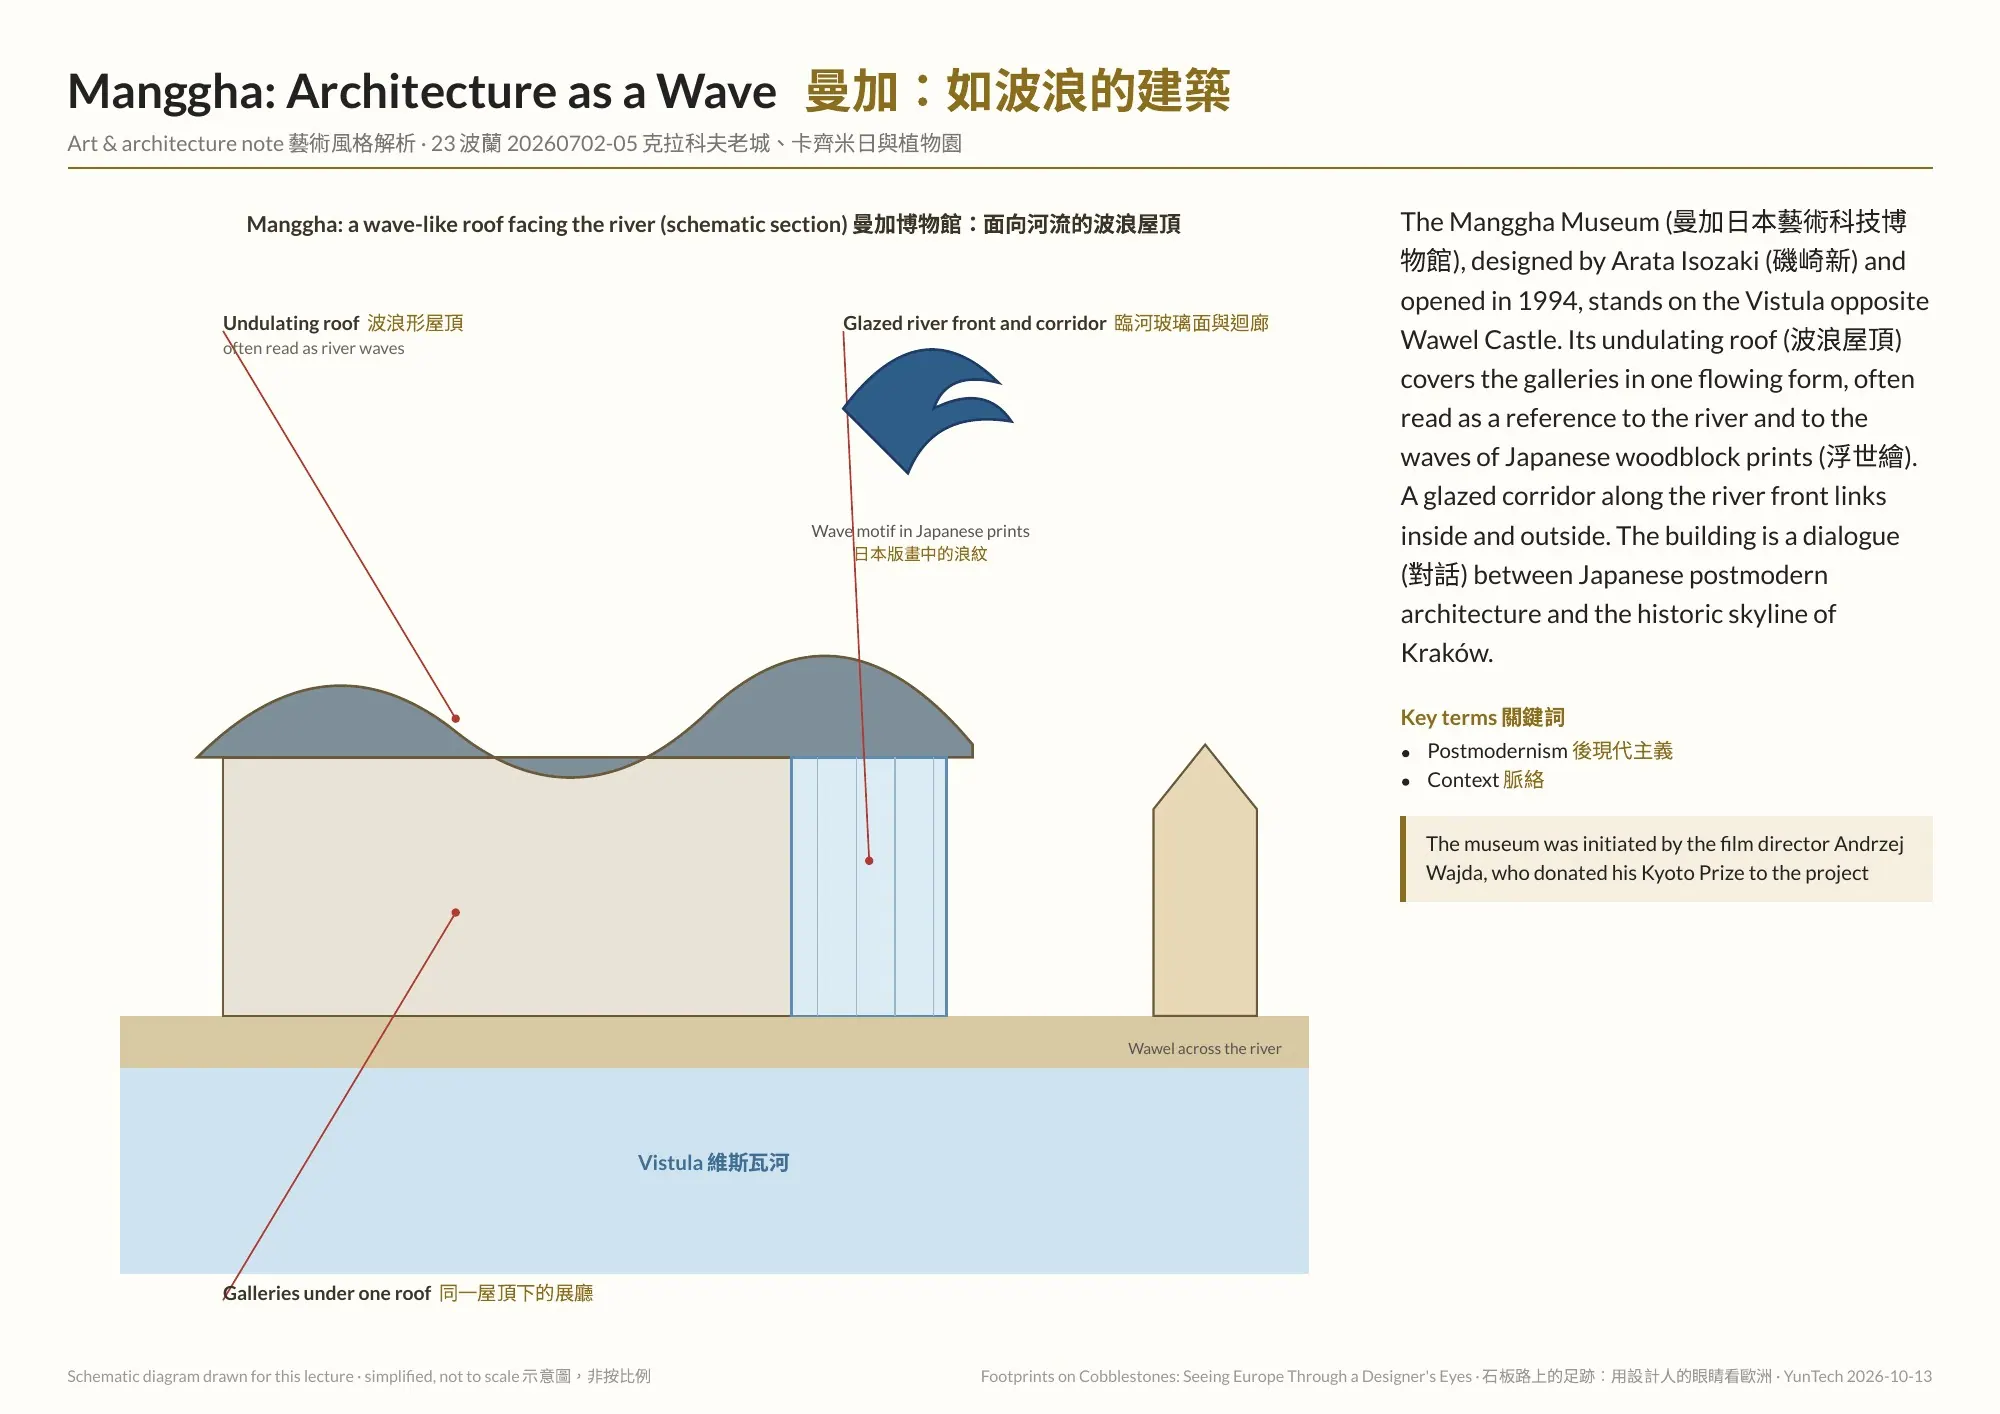 Manggha: Architecture as a Wave 曼加：如波浪的建築
Art & architecture note 藝術風格解析 · 23 波蘭 20260702-05 克拉科夫老城、卡齊米日與植物園
Manggha: a wave-like roof facing the river (schematic section) 曼加博物館：面向河流的波浪屋頂
Undulating roof 波浪形屋頂
often read as river waves
Glazed river front and corridor 臨河玻璃面與迴廊
Wave motif in Japanese prints
日本版畫中的浪紋
Wawel across the river
Vistula 維斯瓦河
Galleries under one roof 同一屋頂下的展廳
The Manggha Museum (曼加日本藝術科技博
物館), designed by Arata Isozaki (磯崎新) and
opened in 1994, stands on the Vistula opposite
Wawel Castle. Its undulating roof (波浪屋頂)
covers the galleries in one flowing form, often
read as a reference to the river and to the
waves of Japanese woodblock prints (浮世繪).
A glazed corridor along the river front links
inside and outside. The building is a dialogue
(對話) between Japanese postmodern
architecture and the historic skyline of
Kraków.
Key terms 關鍵詞
• Postmodernism 後現代主義
• Context 脈絡
The museum was initiated by the film director Andrzej
Wajda, who donated his Kyoto Prize to the project
Schematic diagram drawn for this lecture · simplified, not to scale 示意圖，非按比例
Footprints on Cobblestones: Seeing Europe Through a Designer's Eyes · 石板路上的足跡：用設計人的眼睛看歐洲 · YunTech 2026-10-13